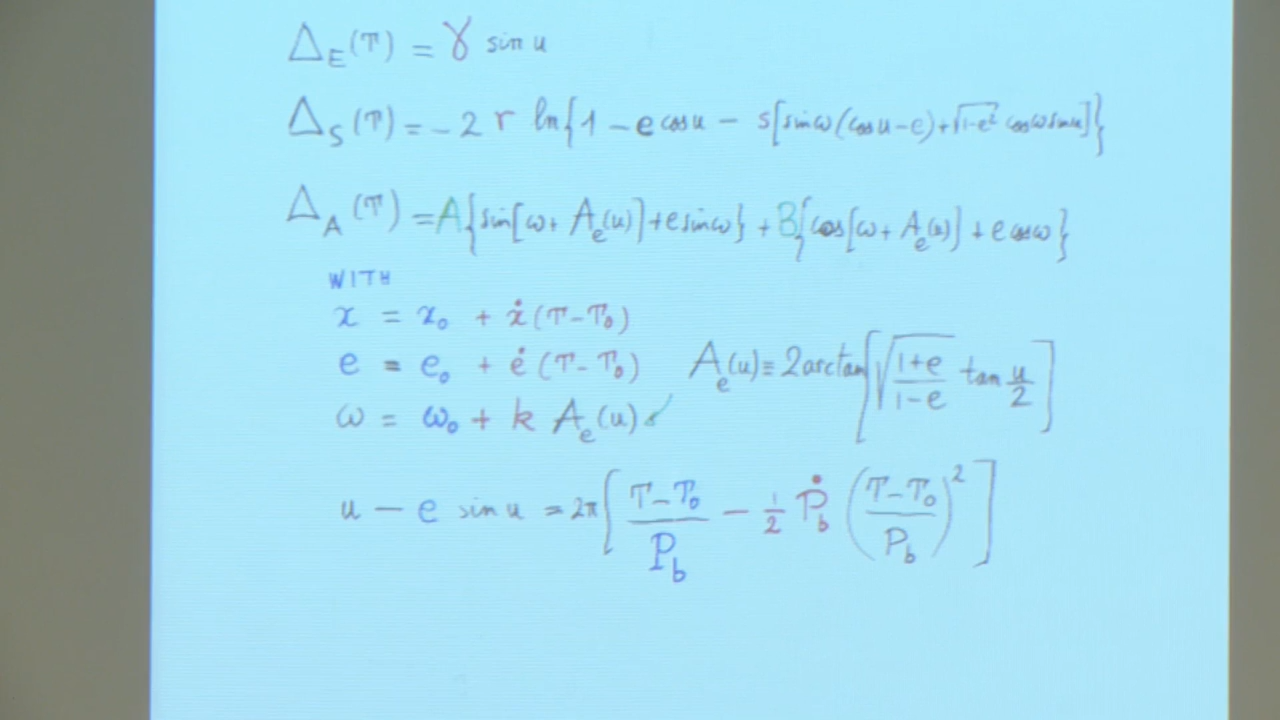 Δ_E(T) = γ sin u
Δ_S(T) = - 2 r ln{1 - e cos u - s[sin ω (cos u - e) + √(1-e²) cos ω sin u]}
Δ_A(T) = A{sin[ω + A_e(u)] + e sin ω} + B{cos[ω + A_e(u)] + e cos ω}
WITH
x = x₀ + ẋ (T - T₀)
e = e₀ + ė (T - T₀) A_e(u) ≡ 2 arctan[√((1+e)/(1-e)) tan u/2]
ω = ω₀ + k A_e(u) ✓
u - e sin u = 2π[(T - T₀)/P_b - ½ Ṗ_b ((T - T₀)/P_b)²]